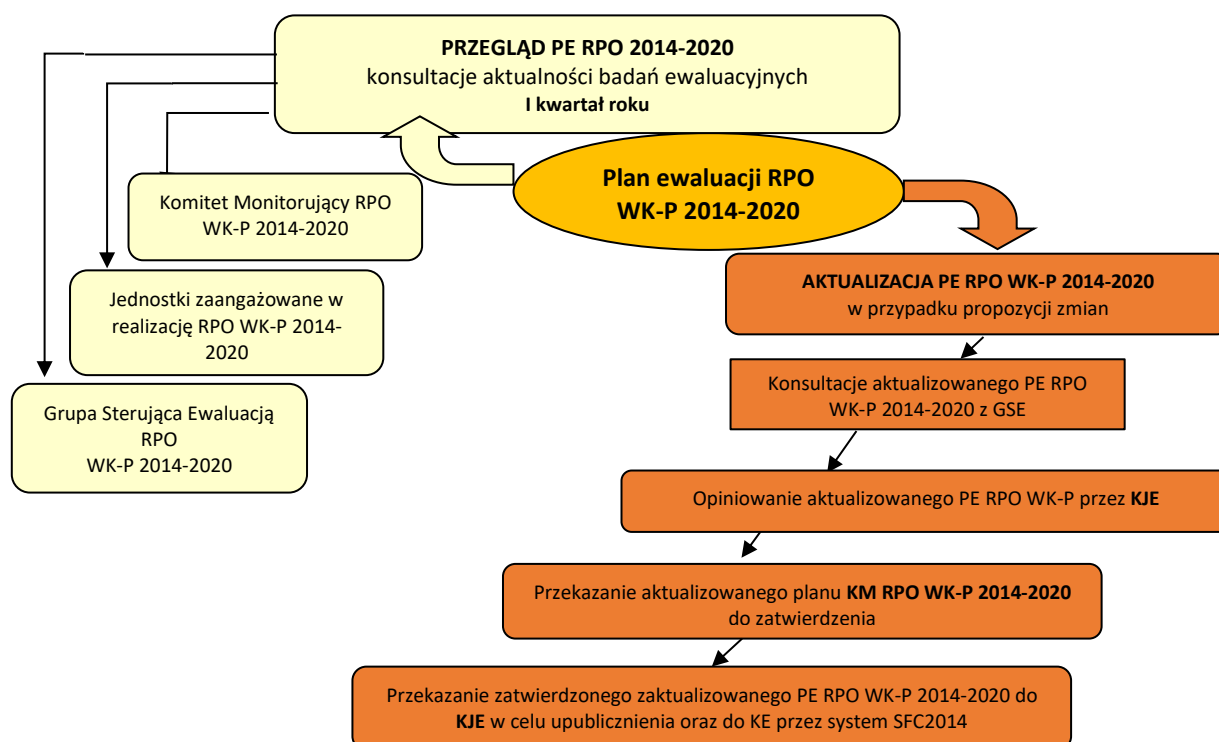 PRZEGLĄD PE RPO 2014-2020
konsultacje aktualności badań ewaluacyjnych
I kwartał roku
Plan ewaluacji RPO
WK-P 2014-2020
Komitet Monitorujący RPO
WK-P 2014-2020
Jednostki zaangażowane w
realizację RPO WK-P 2014-
2020
Grupa Sterująca Ewaluacją
RPO
WK-P 2014-2020
AKTUALIZACJA PE RPO WK-P 2014-2020
w przypadku propozycji zmian
Konsultacje aktualizowanego PE RPO
WK-P 2014-2020 z GSE
Opiniowanie aktualizowanego PE RPO WK-P przez KJE
Przekazanie aktualizowanego planu KM RPO WK-P 2014-2020
do zatwierdzenia
Przekazanie zatwierdzonego zaktualizowanego PE RPO WK-P 2014-2020 do
KJE w celu upublicznienia oraz do KE przez system SFC2014